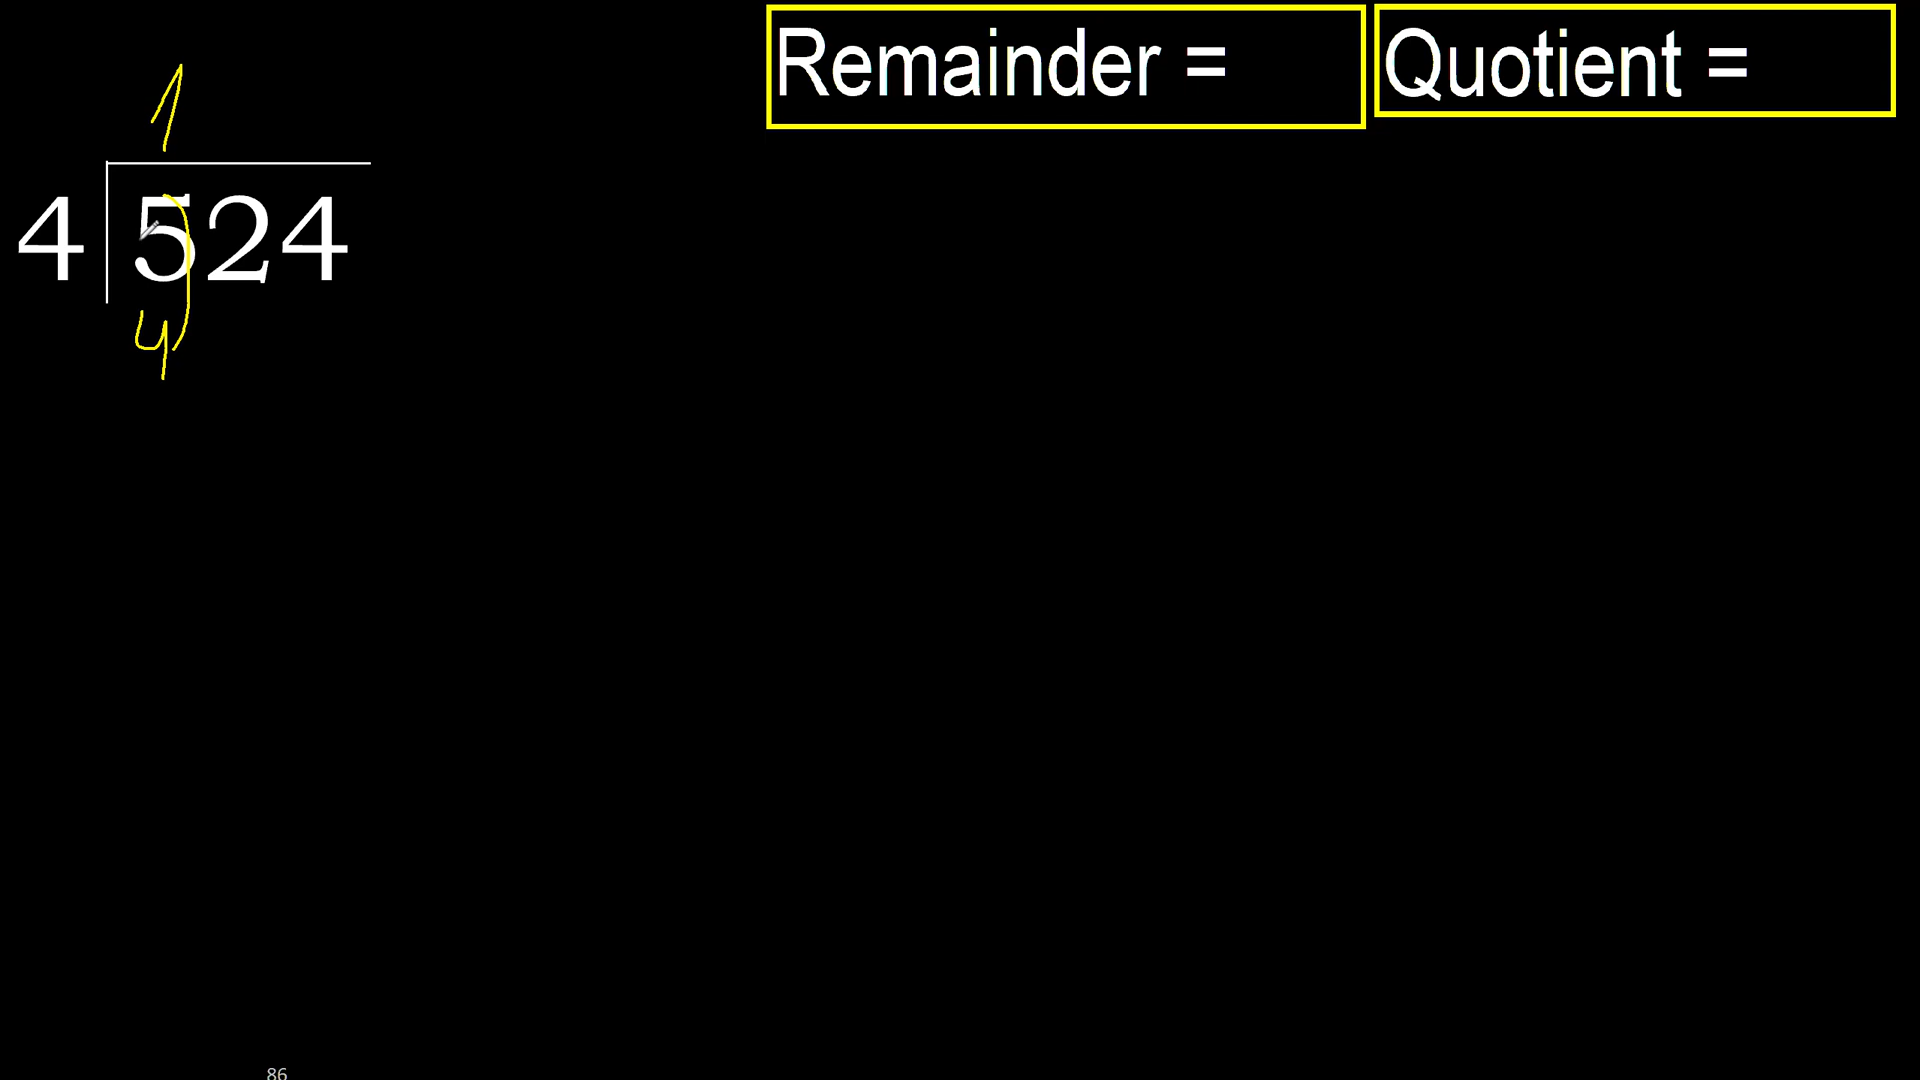 Remainder = Quotient =
1
4 524
4
86